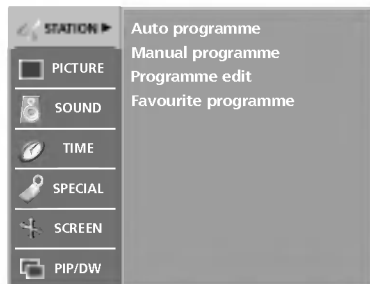 STATION ►
PICTURE
SOUND
TIME
SPECIAL
SCREEN
PIP/DW
Auto programme
Manual programme
Programme edit
Favourite programme